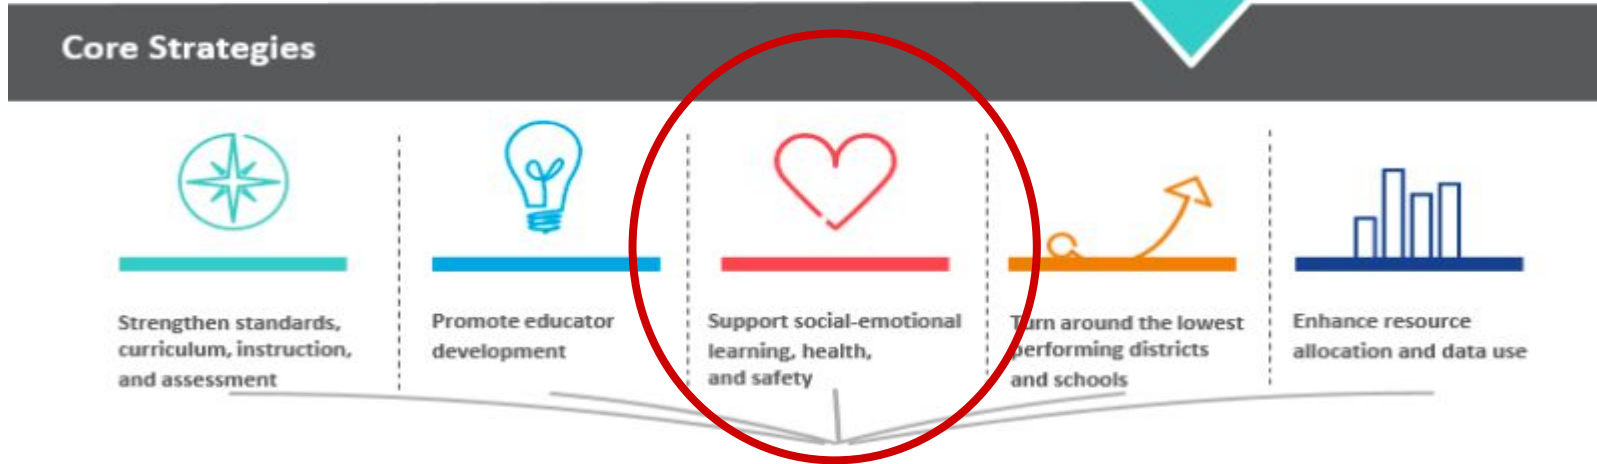 Core Strategies
Strengthen standards,
curriculum, instruction,
and assessment
Promote educator
development
Support social-emotional
learning, health,
and safety
Turn around the lowest
performing districts
and schools
Enhance resource
allocation and data use